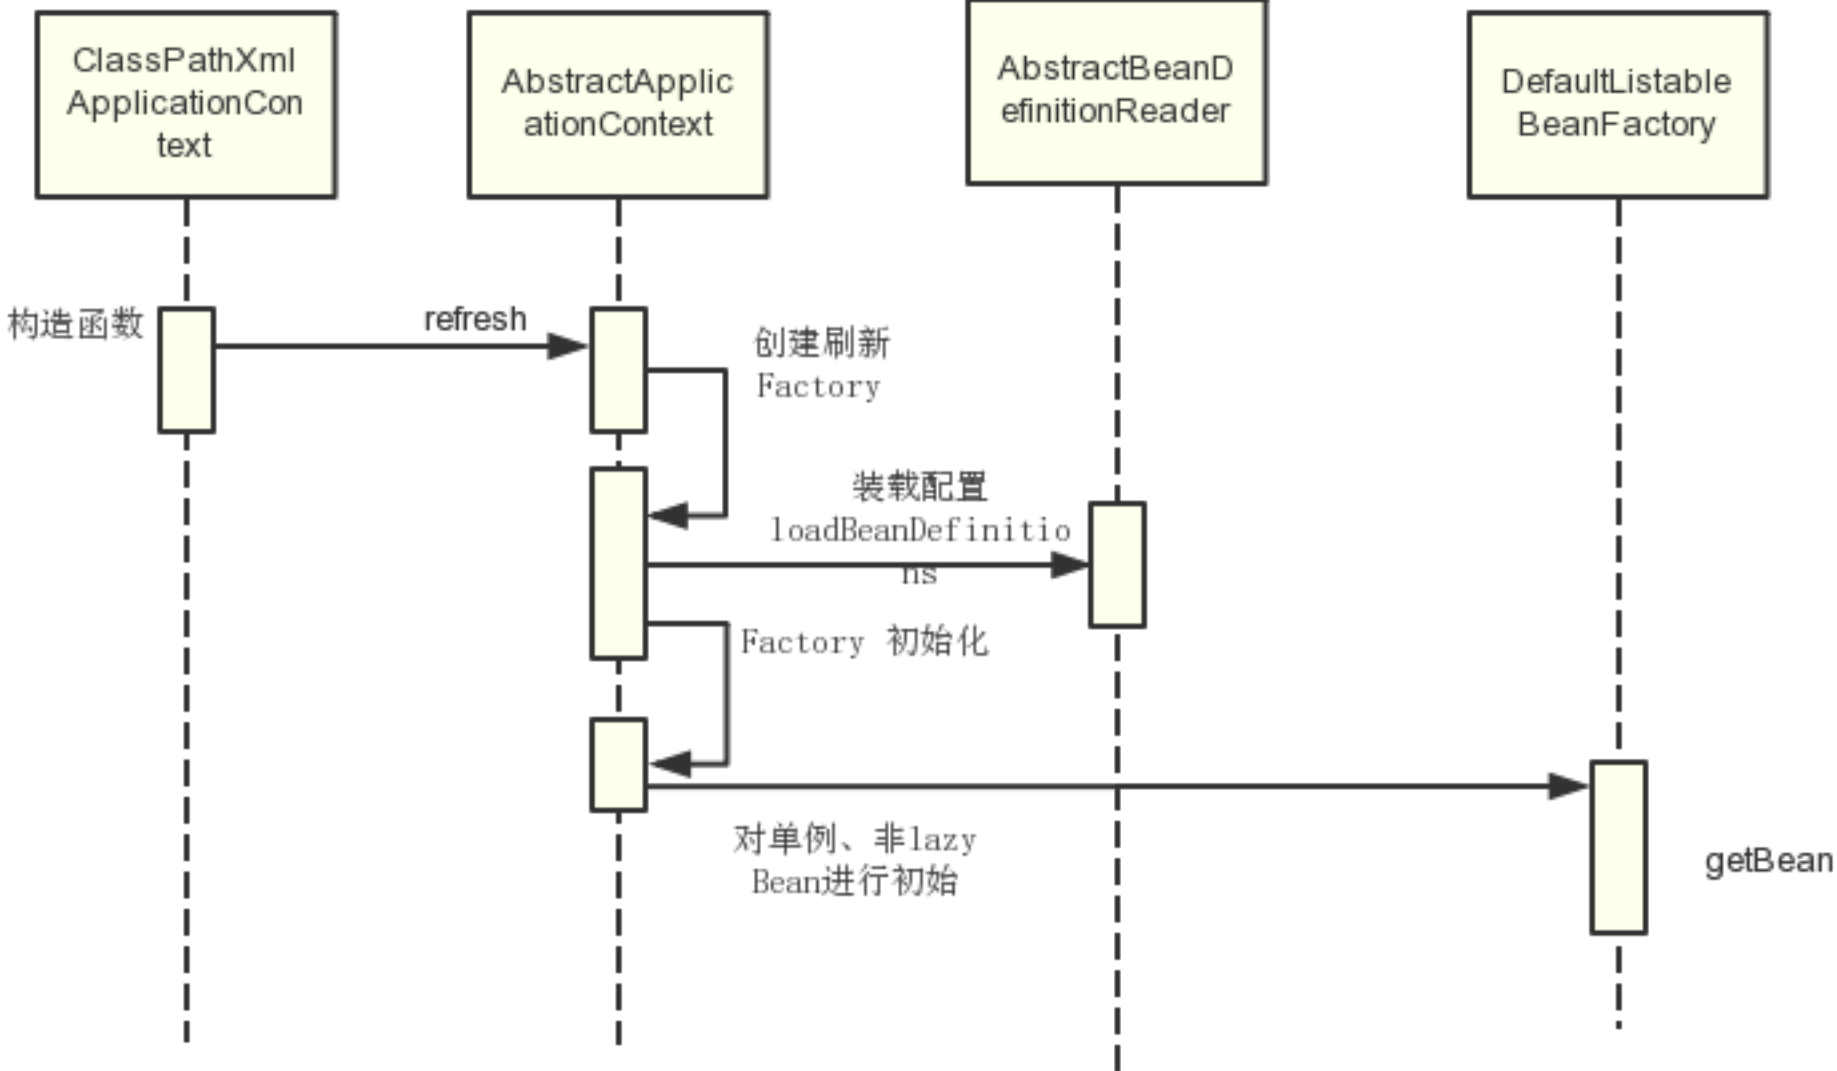 ClassPathXml
ApplicationCon
text
AbstractApplic
ationContext
AbstractBeanD
efinitionReader
DefaultListable
BeanFactory
构造函数
refresh
创建刷新
Factory
装载配置
loadBeanDefinitio
ns
Factory 初始化
对单例、非lazy
Bean进行初始
getBean